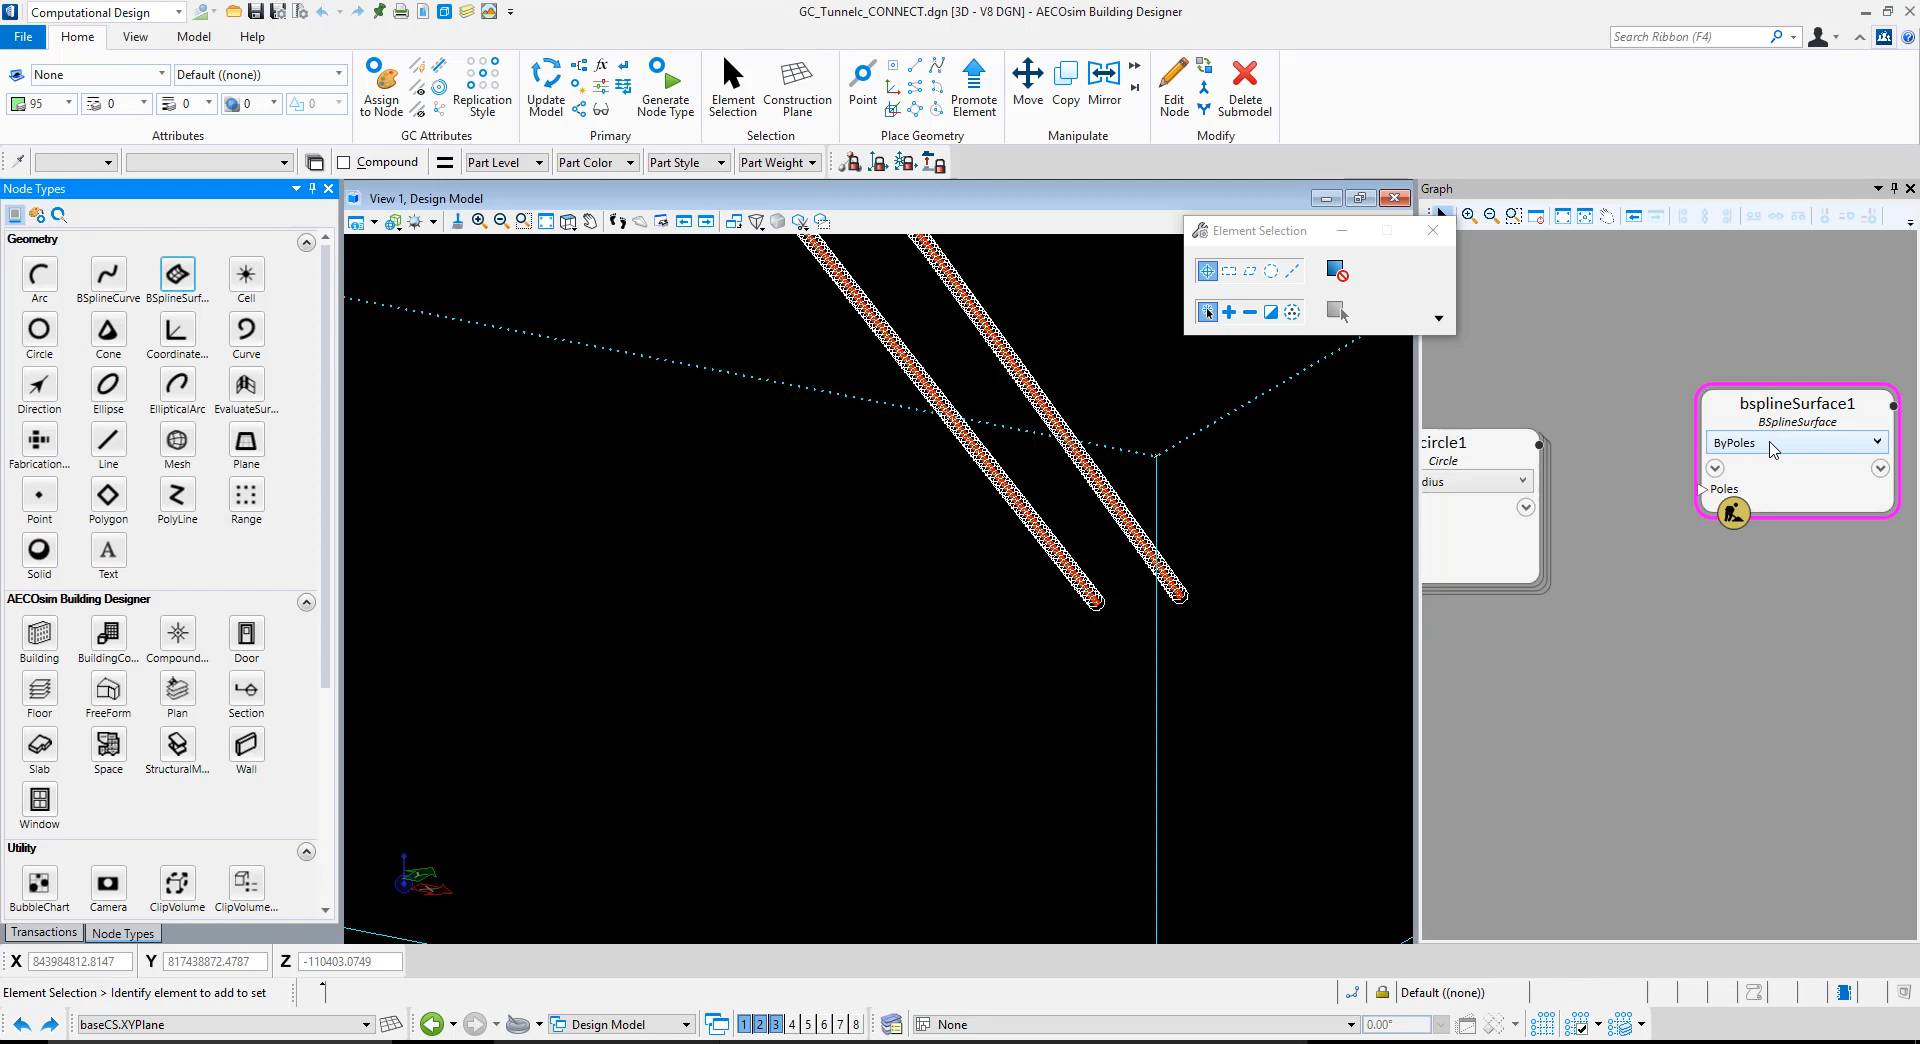 Computational Design
GC_Tunnelc_CONNECT.dgn [3D - V8 DGN] - AECOsim Building Designer
File
Home
View
Model
Help
Search Ribbon (F4)
None
Default ((none))
95
0
0
0
0
Attributes
Assign to Node
Replication Style
GC Attributes
Update Model
fx
Generate Node Type
Primary
Element Selection
Construction Plane
Selection
Point
Promote Element
Place Geometry
Move
Copy
Mirror
Manipulate
Edit Node
Delete Submodel
Modify
Compound
Part Level
Part Color
Part Style
Part Weight
Node Types
View 1, Design Model
Graph
Element Selection
Geometry
Arc
BSplineCurve
BSplineSurf...
Cell
Circle
Cone
Coordinate...
Curve
Direction
Ellipse
EllipticalArc
EvaluateSur...
Fabrication...
Line
Mesh
Plane
Point
Polygon
PolyLine
Range
Solid
Text
AECOsim Building Designer
Building
BuildingCo...
Compound...
Door
Floor
FreeForm
Plan
Section
Slab
Space
StructuralM...
Wall
Window
Utility
BubbleChart
Camera
ClipVolume
ClipVolume...
Transactions
Node Types
circle1
Circle
dius
bsplineSurface1
BSplineSurface
ByPoles
Poles
X 843984812.8147 Y 817438872.4787 Z -110403.0749
Element Selection > Identify element to add to set
Default ((none))
baseCS.XYPlane
Design Model
1 2 3 4 5 6 7 8
None
0.00°